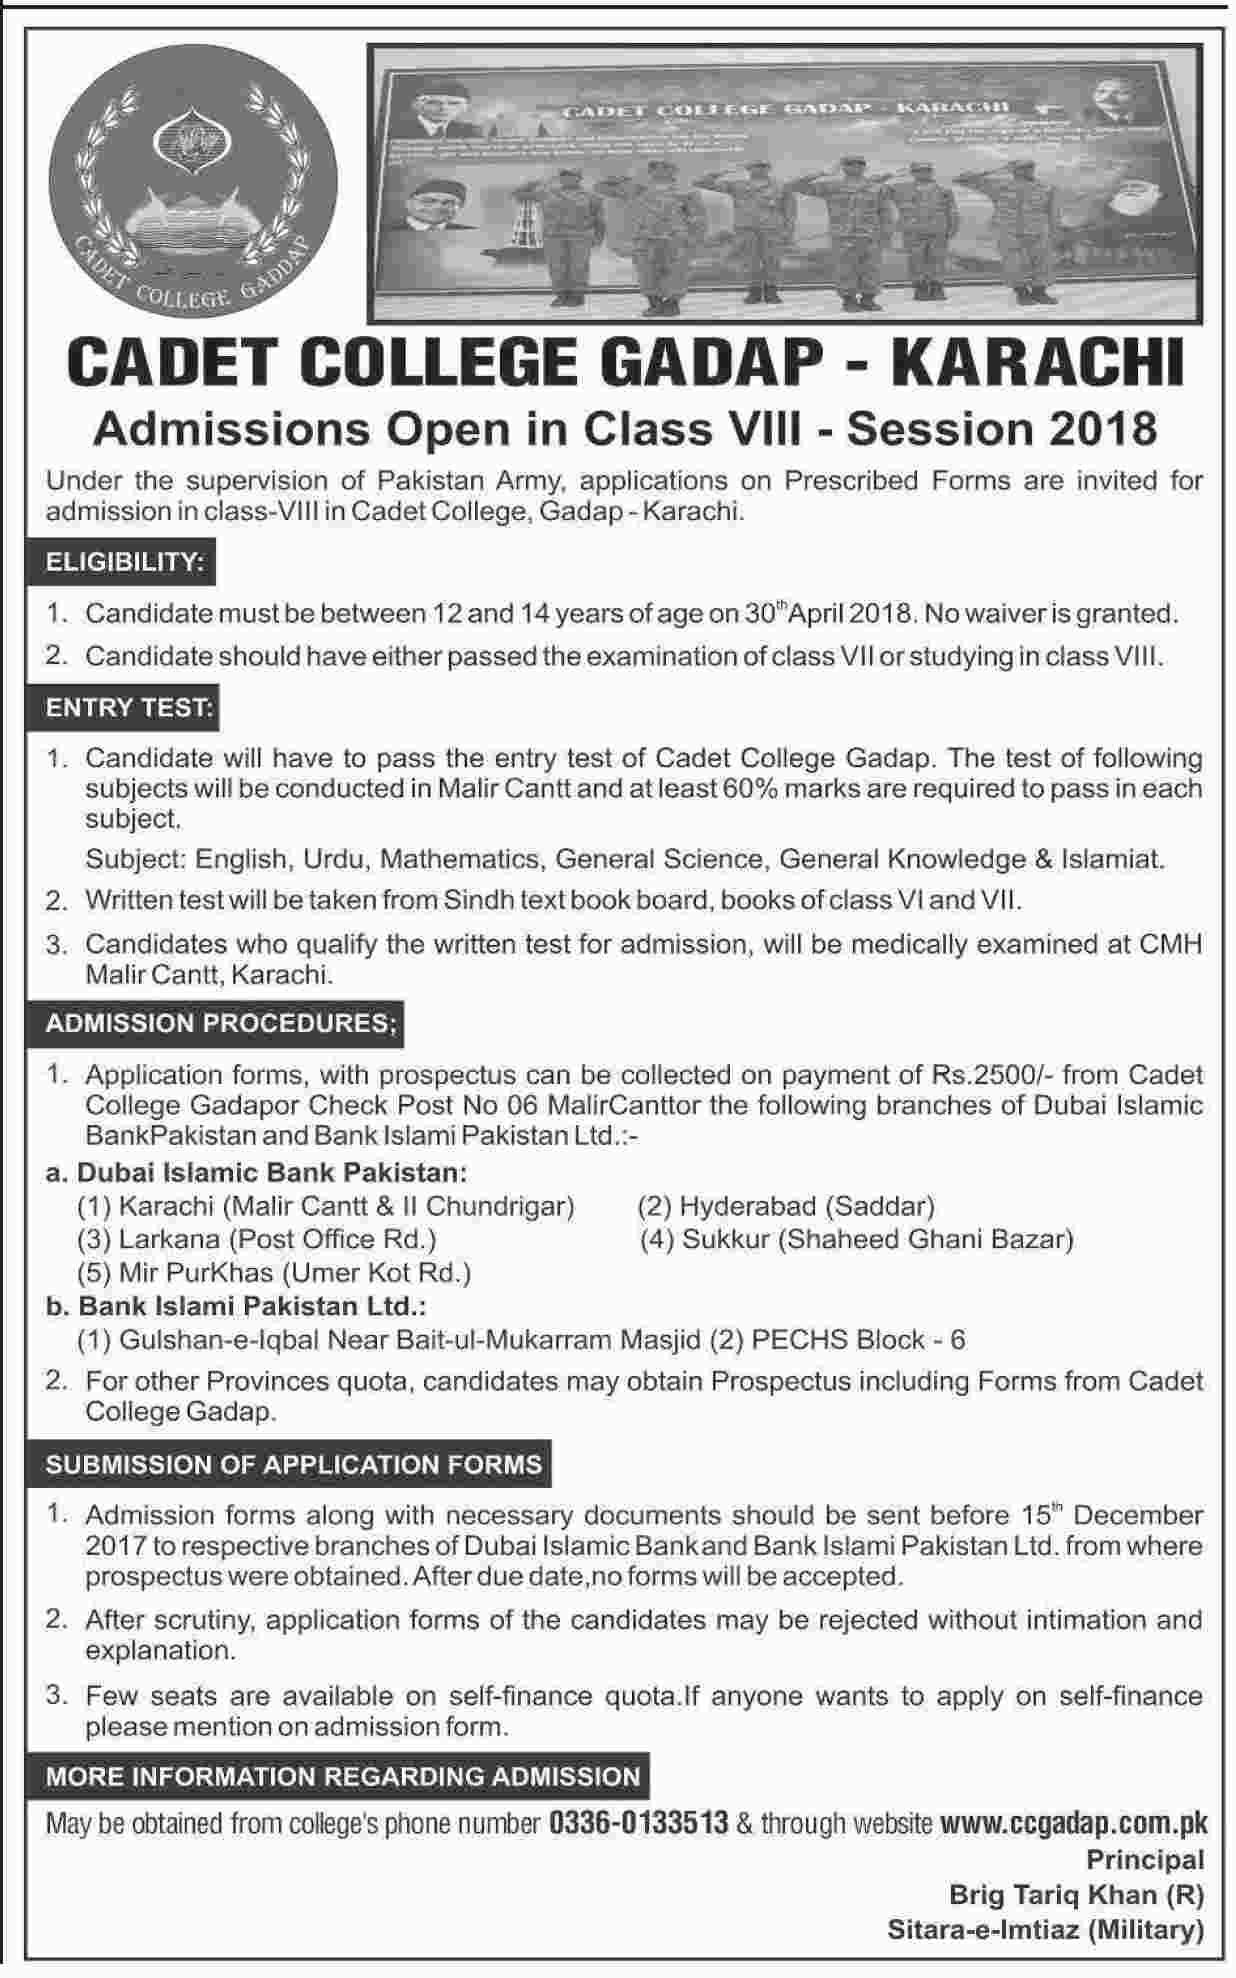 CADET COLLEGE GADDAP
CADET COLLEGE GADAP - KARACHI
CADET COLLEGE GADAP - KARACHI
Admissions Open in Class VIII - Session 2018
Under the supervision of Pakistan Army, applications on Prescribed Forms are invited for
admission in class-VIII in Cadet College, Gadap - Karachi.
ELIGIBILITY:
1. Candidate must be between 12 and 14 years of age on 30th April 2018. No waiver is granted.
2. Candidate should have either passed the examination of class VII or studying in class VIII.
ENTRY TEST:
1. Candidate will have to pass the entry test of Cadet College Gadap. The test of following
subjects will be conducted in Malir Cantt and at least 60% marks are required to pass in each
subject.
Subject: English, Urdu, Mathematics, General Science, General Knowledge & Islamiat.
2. Written test will be taken from Sindh text book board, books of class VI and VII.
3. Candidates who qualify the written test for admission, will be medically examined at CMH
Malir Cantt, Karachi.
ADMISSION PROCEDURES;
1. Application forms, with prospectus can be collected on payment of Rs.2500/- from Cadet
College Gadapor Check Post No 06 MalirCanttor the following branches of Dubai Islamic
BankPakistan and Bank Islami Pakistan Ltd.:-
a. Dubai Islamic Bank Pakistan:
(1) Karachi (Malir Cantt & II Chundrigar) (2) Hyderabad (Saddar)
(3) Larkana (Post Office Rd.) (4) Sukkur (Shaheed Ghani Bazar)
(5) Mir PurKhas (Umer Kot Rd.)
b. Bank Islami Pakistan Ltd.:
(1) Gulshan-e-Iqbal Near Bait-ul-Mukarram Masjid (2) PECHS Block - 6
2. For other Provinces quota, candidates may obtain Prospectus including Forms from Cadet
College Gadap.
SUBMISSION OF APPLICATION FORMS
1. Admission forms along with necessary documents should be sent before 15th December
2017 to respective branches of Dubai Islamic Bank and Bank Islami Pakistan Ltd. from where
prospectus were obtained. After due date,no forms will be accepted.
2. After scrutiny, application forms of the candidates may be rejected without intimation and
explanation.
3. Few seats are available on self-finance quota.If anyone wants to apply on self-finance
please mention on admission form.
MORE INFORMATION REGARDING ADMISSION
May be obtained from college's phone number 0336-0133513 & through website www.ccgadap.com.pk
Principal
Brig Tariq Khan (R)
Sitara-e-Imtiaz (Military)